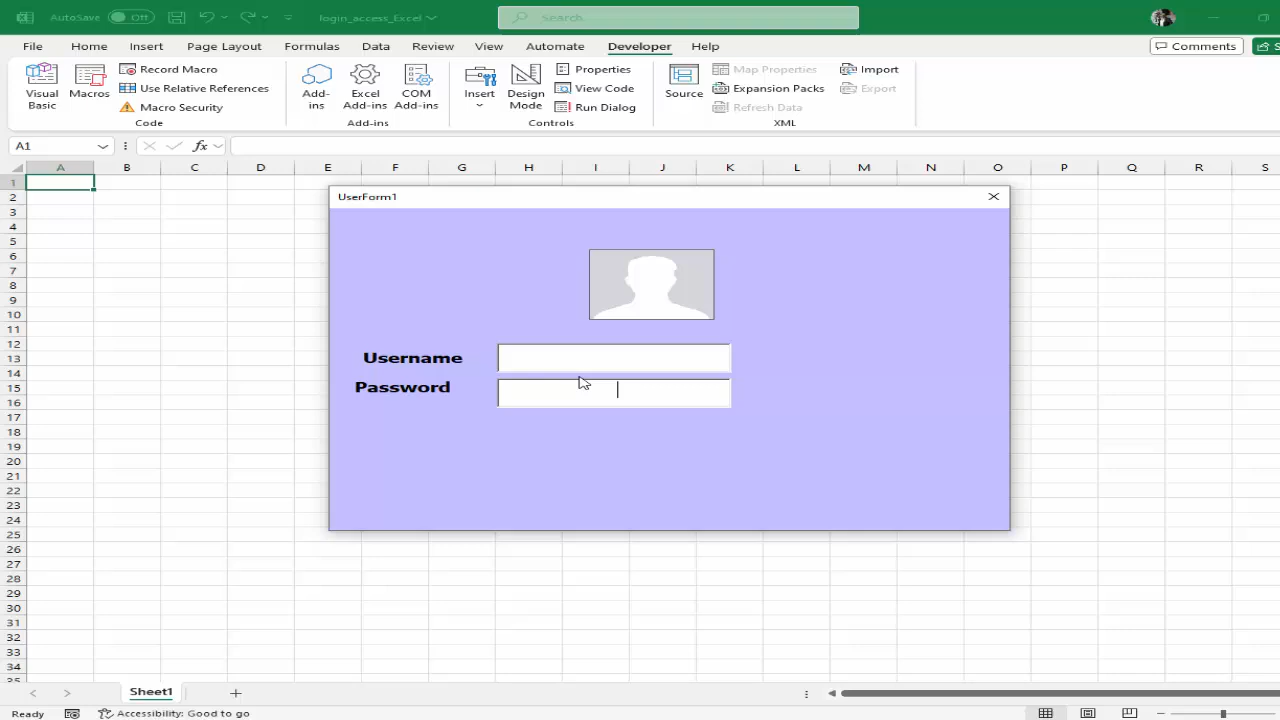 AutoSave Off login_access_Excel Search
File Home Insert Page Layout Formulas Data Review View Automate Developer Help Comments S
Record Macro Properties Map Properties Import
Use Relative References View Code Expansion Packs Export
Macro Security Run Dialog Refresh Data
Visual Basic Macros Add-ins Excel Add-ins COM Add-ins Insert Design Mode Source
Code Add-ins Controls XML
A1 fx
A B C D E F G H I J K L M N O P Q R S
1
2
UserForm1
3
4
5
6
7
8
9
10
11
12
13
Username
14
15
Password
16
17
18
19
20
21
22
23
24
25
26
27
28
29
30
31
32
33
34
35
Sheet1
Ready Accessibility: Good to go